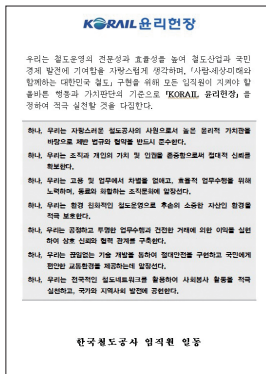 KORAIL 윤리헌장
우리는 철도운영의 전문성과 효율성을 높여 철도산업과 국민
경제 발전에 기여함을 자랑스럽게 생각하며, 「사람·세상·미래와
함께하는 대한민국 철도」 구현을 위해 모든 임직원이 지켜야 할
올바른 행동과 가치판단의 기준으로 「KORAIL 윤리헌장」을
정하여 적극 실천할 것을 다짐한다.
하나, 우리는 자랑스러운 철도공사의 사원으로서 높은 윤리적 가치관을
바탕으로 제반 법규와 협약을 반드시 준수한다.
하나, 우리는 조직과 개인의 가치 및 인권을 존중함으로써 절대적 신뢰를
확보한다.
하나, 우리는 고용 및 업무에서 차별을 없애고, 효율적 업무수행을 위해
노력하며, 동료와 화합하는 조직문화에 앞장선다.
하나, 우리는 환경 친화적인 철도운영으로 후손의 소중한 자산인 환경을
적극 보호한다.
하나, 우리는 공정하고 투명한 업무수행과 건전한 거래에 의한 이익을 실현
하여 상호 신뢰와 협력 관계를 구축한다.
하나, 우리는 끊임없는 기술 개발을 통하여 절대안전을 구현하고 국민에게
편안한 교통환경을 제공하는데 앞장선다.
하나, 우리는 전국적인 철도네트워크를 활용하여 사회봉사 활동을 적극
실천하고, 국가와 지역사회 발전에 공헌한다.
한국철도공사 임직원 일동